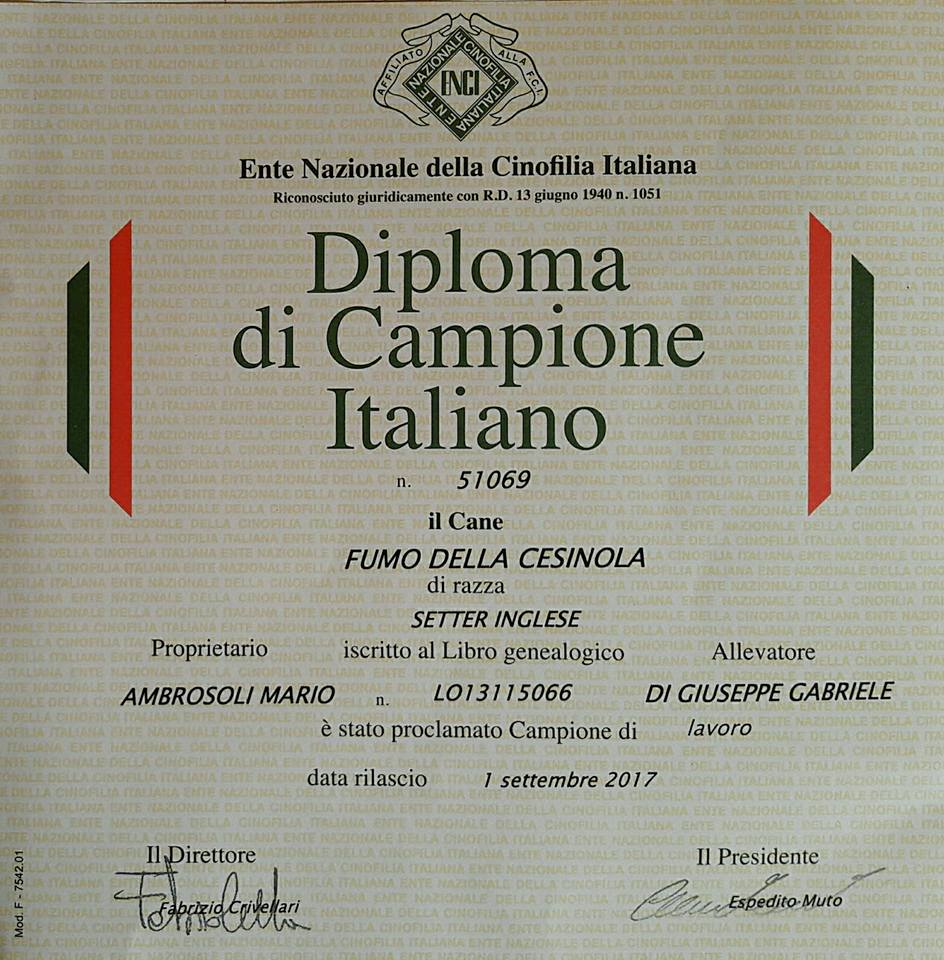 AFFILIATO ALLA F.C.I.
ENTE NAZIONALE CINOFILIA ITALIANA
ENCI
Ente Nazionale della Cinofilia Italiana
Riconosciuto giuridicamente con R.D. 13 giugno 1940 n. 1051
Diploma
di Campione
Italiano
n. 51069
il Cane
FUMO DELLA CESINOLA
di razza
SETTER INGLESE
Proprietario iscritto al Libro genealogico Allevatore
AMBROSOLI MARIO n. LO13115066 DI GIUSEPPE GABRIELE
è stato proclamato Campione di lavoro
data rilascio 1 settembre 2017
Il Direttore Il Presidente
Fabrizio Crivellari Espedito Muto
Mod. F - 7542.01